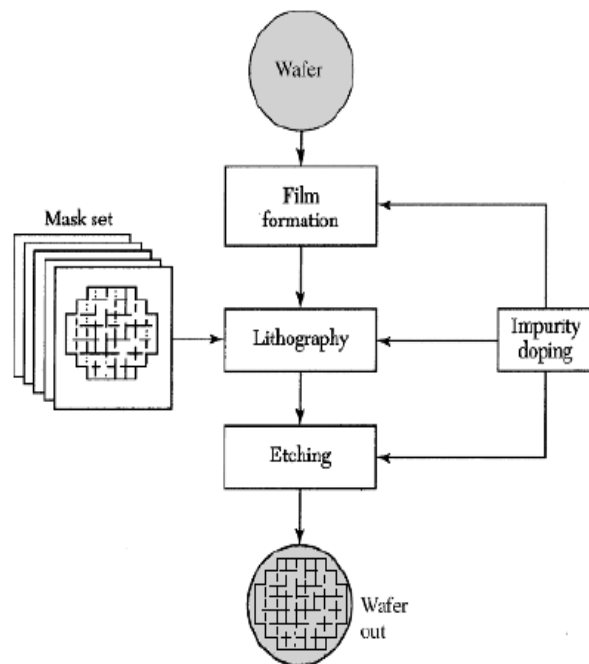 Wafer
Film
formation
Mask set
Lithography
Impurity
doping
Etching
Wafer
out